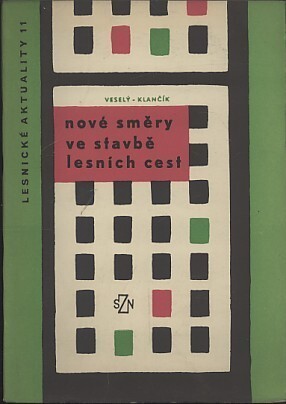 LESNICKÉ AKTUALITY 11
VESELÝ - KLANČÍK
nové směry
ve stavbě
lesních cest
SZN